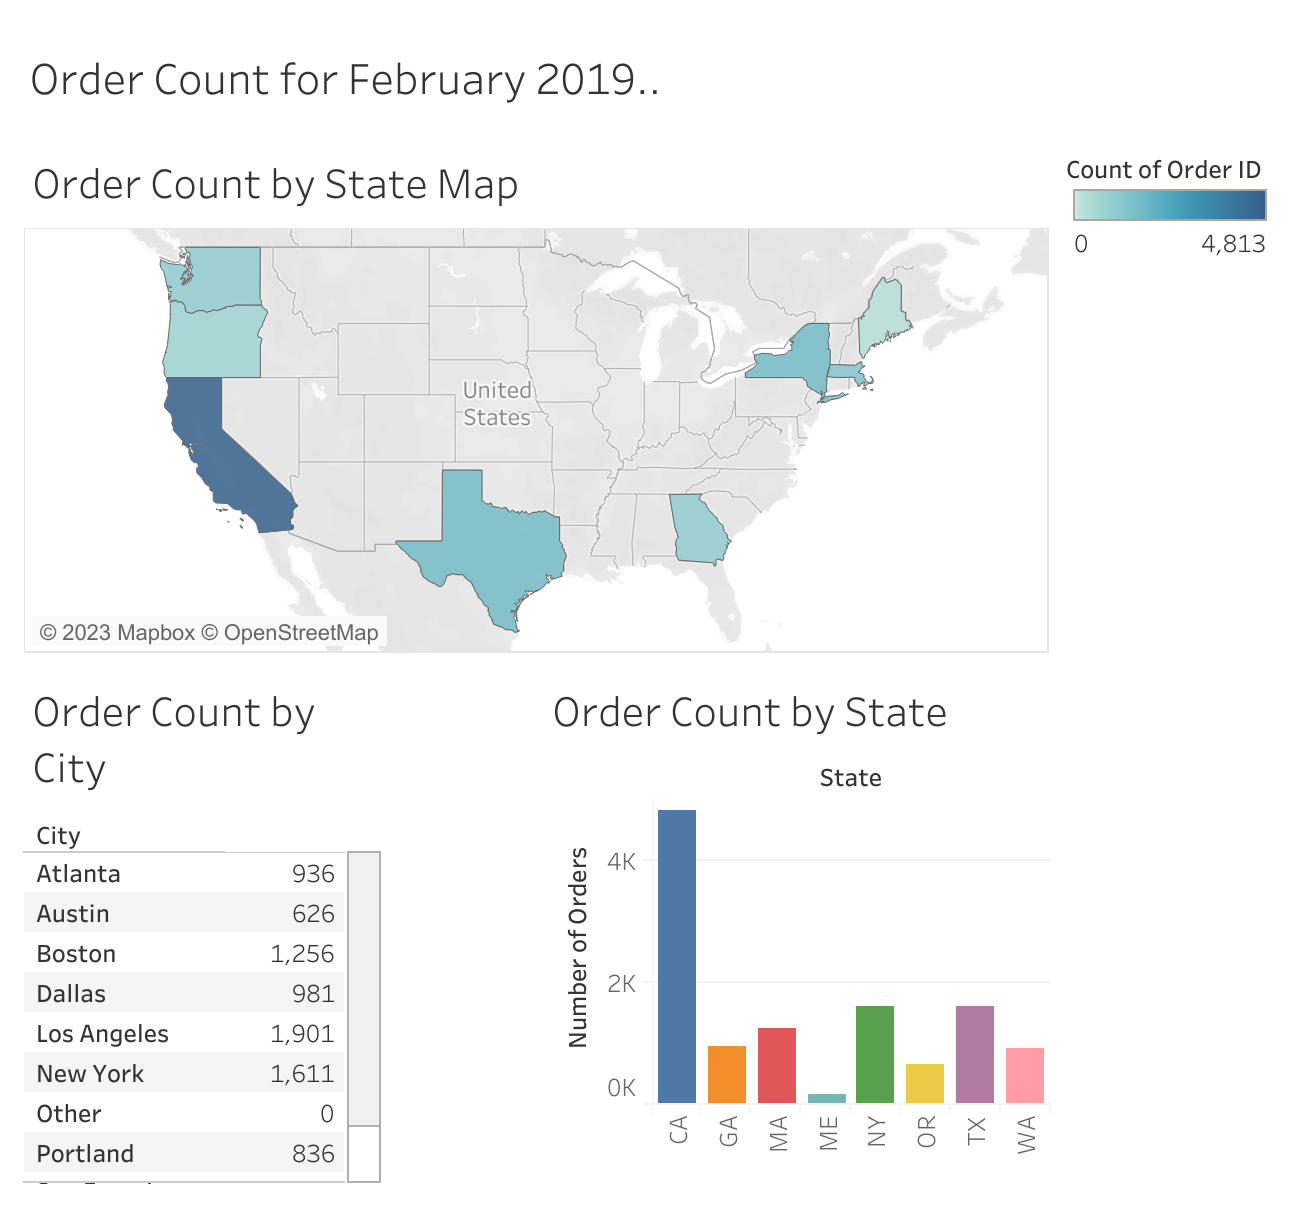 Order Count for February 2019..
Order Count by State Map
Count of Order ID
0 4,813
United
States
© 2023 Mapbox © OpenStreetMap
Order Count by
City
City
Atlanta 936
Austin 626
Boston 1,256
Dallas 981
Los Angeles 1,901
New York 1,611
Other 0
Portland 836
Order Count by State
State
Number of Orders
4K
2K
0K
CA GA MA ME NY OR TX WA